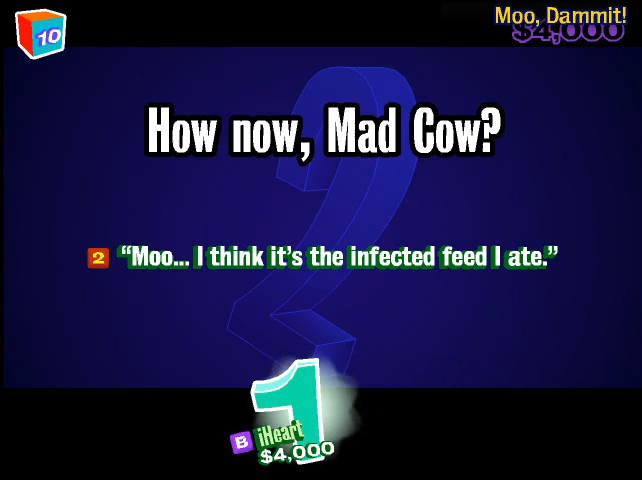 10
Moo, Dammit!
$4,000
How now, Mad Cow?
2 “Moo... I think it’s the infected feed I ate.”
1
B iHeart
$4,000